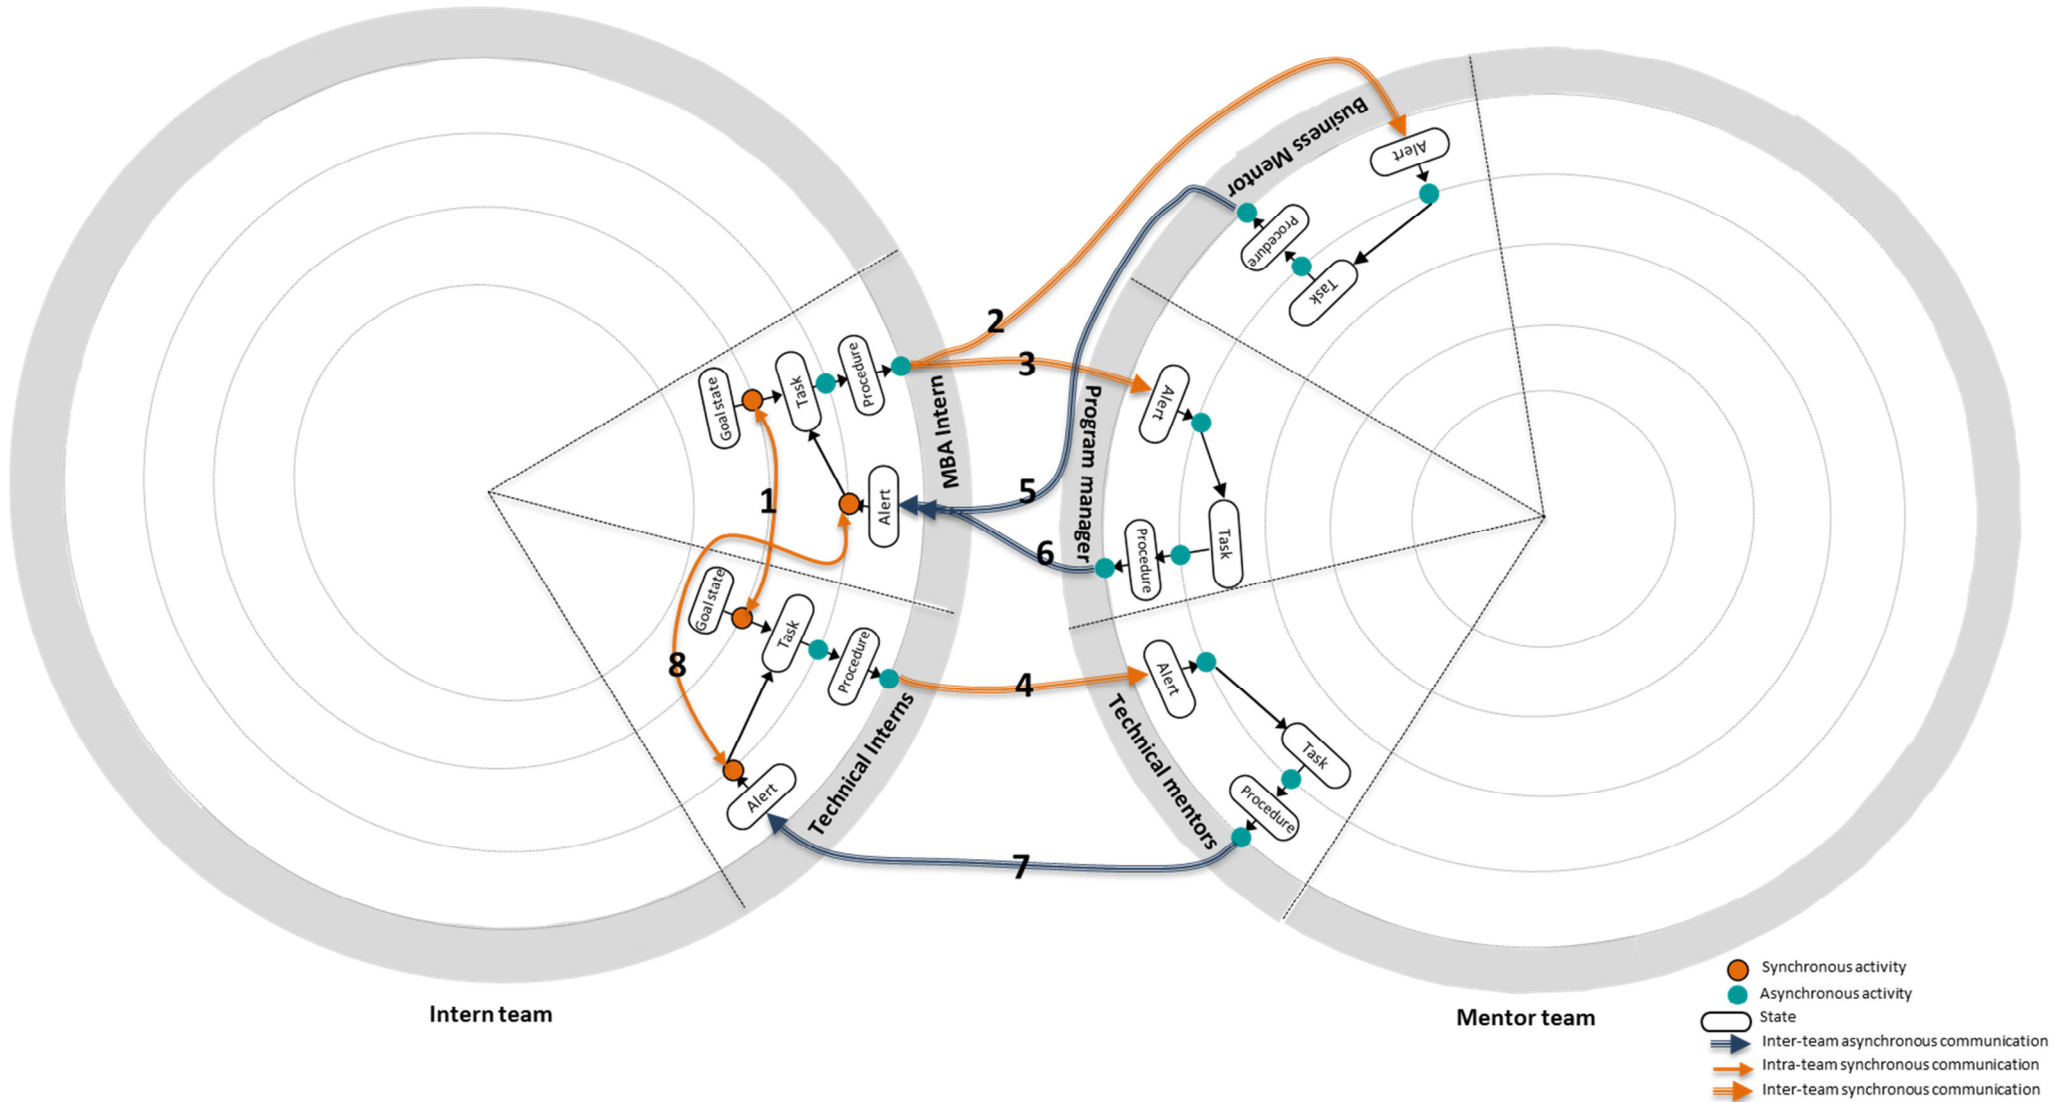 Business Mentor
Alert
Procedure
Task
2
3
Goal state
Task
Procedure
MBA Intern
Alert
1
5
6
Program manager
Alert
Task
Procedure
Goal state
Task
Procedure
8
4
Alert
Technical Interns
7
Technical mentors
Alert
Task
Procedure
Intern team
Mentor team
Synchronous activity
Asynchronous activity
State
Inter-team asynchronous communication
Intra-team synchronous communication
Inter-team synchronous communication